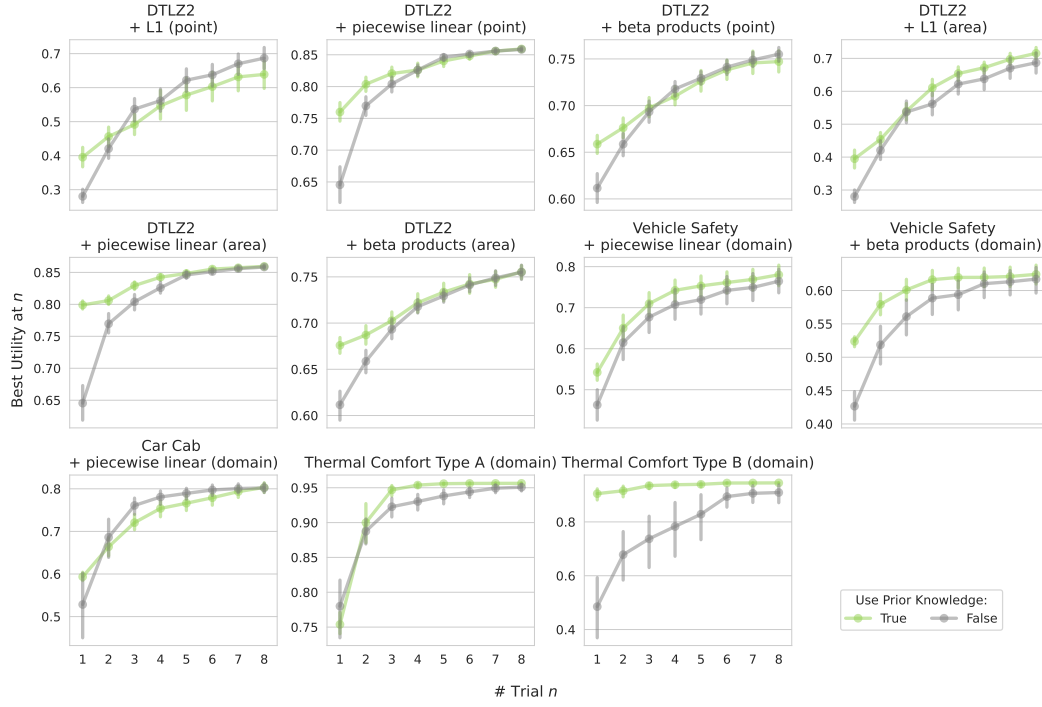 DTLZ2
+ L1 (point)
DTLZ2
+ piecewise linear (point)
DTLZ2
+ beta products (point)
DTLZ2
+ L1 (area)
0.7
0.6
0.5
0.4
0.3
0.85
0.80
0.75
0.70
0.65
0.75
0.70
0.65
0.60
0.7
0.6
0.5
0.4
0.3
DTLZ2
+ piecewise linear (area)
DTLZ2
+ beta products (area)
Vehicle Safety
+ piecewise linear (domain)
Vehicle Safety
+ beta products (domain)
Best Utility at n
0.85
0.80
0.75
0.70
0.65
0.75
0.70
0.65
0.60
0.8
0.7
0.6
0.5
0.60
0.55
0.50
0.45
0.40
Car Cab
+ piecewise linear (domain)
Thermal Comfort Type A (domain)
Thermal Comfort Type B (domain)
0.8
0.7
0.6
0.5
0.95
0.90
0.85
0.80
0.75
0.8
0.6
0.4
1 2 3 4 5 6 7 8
1 2 3 4 5 6 7 8
1 2 3 4 5 6 7 8
Use Prior Knowledge:
True False
# Trial n